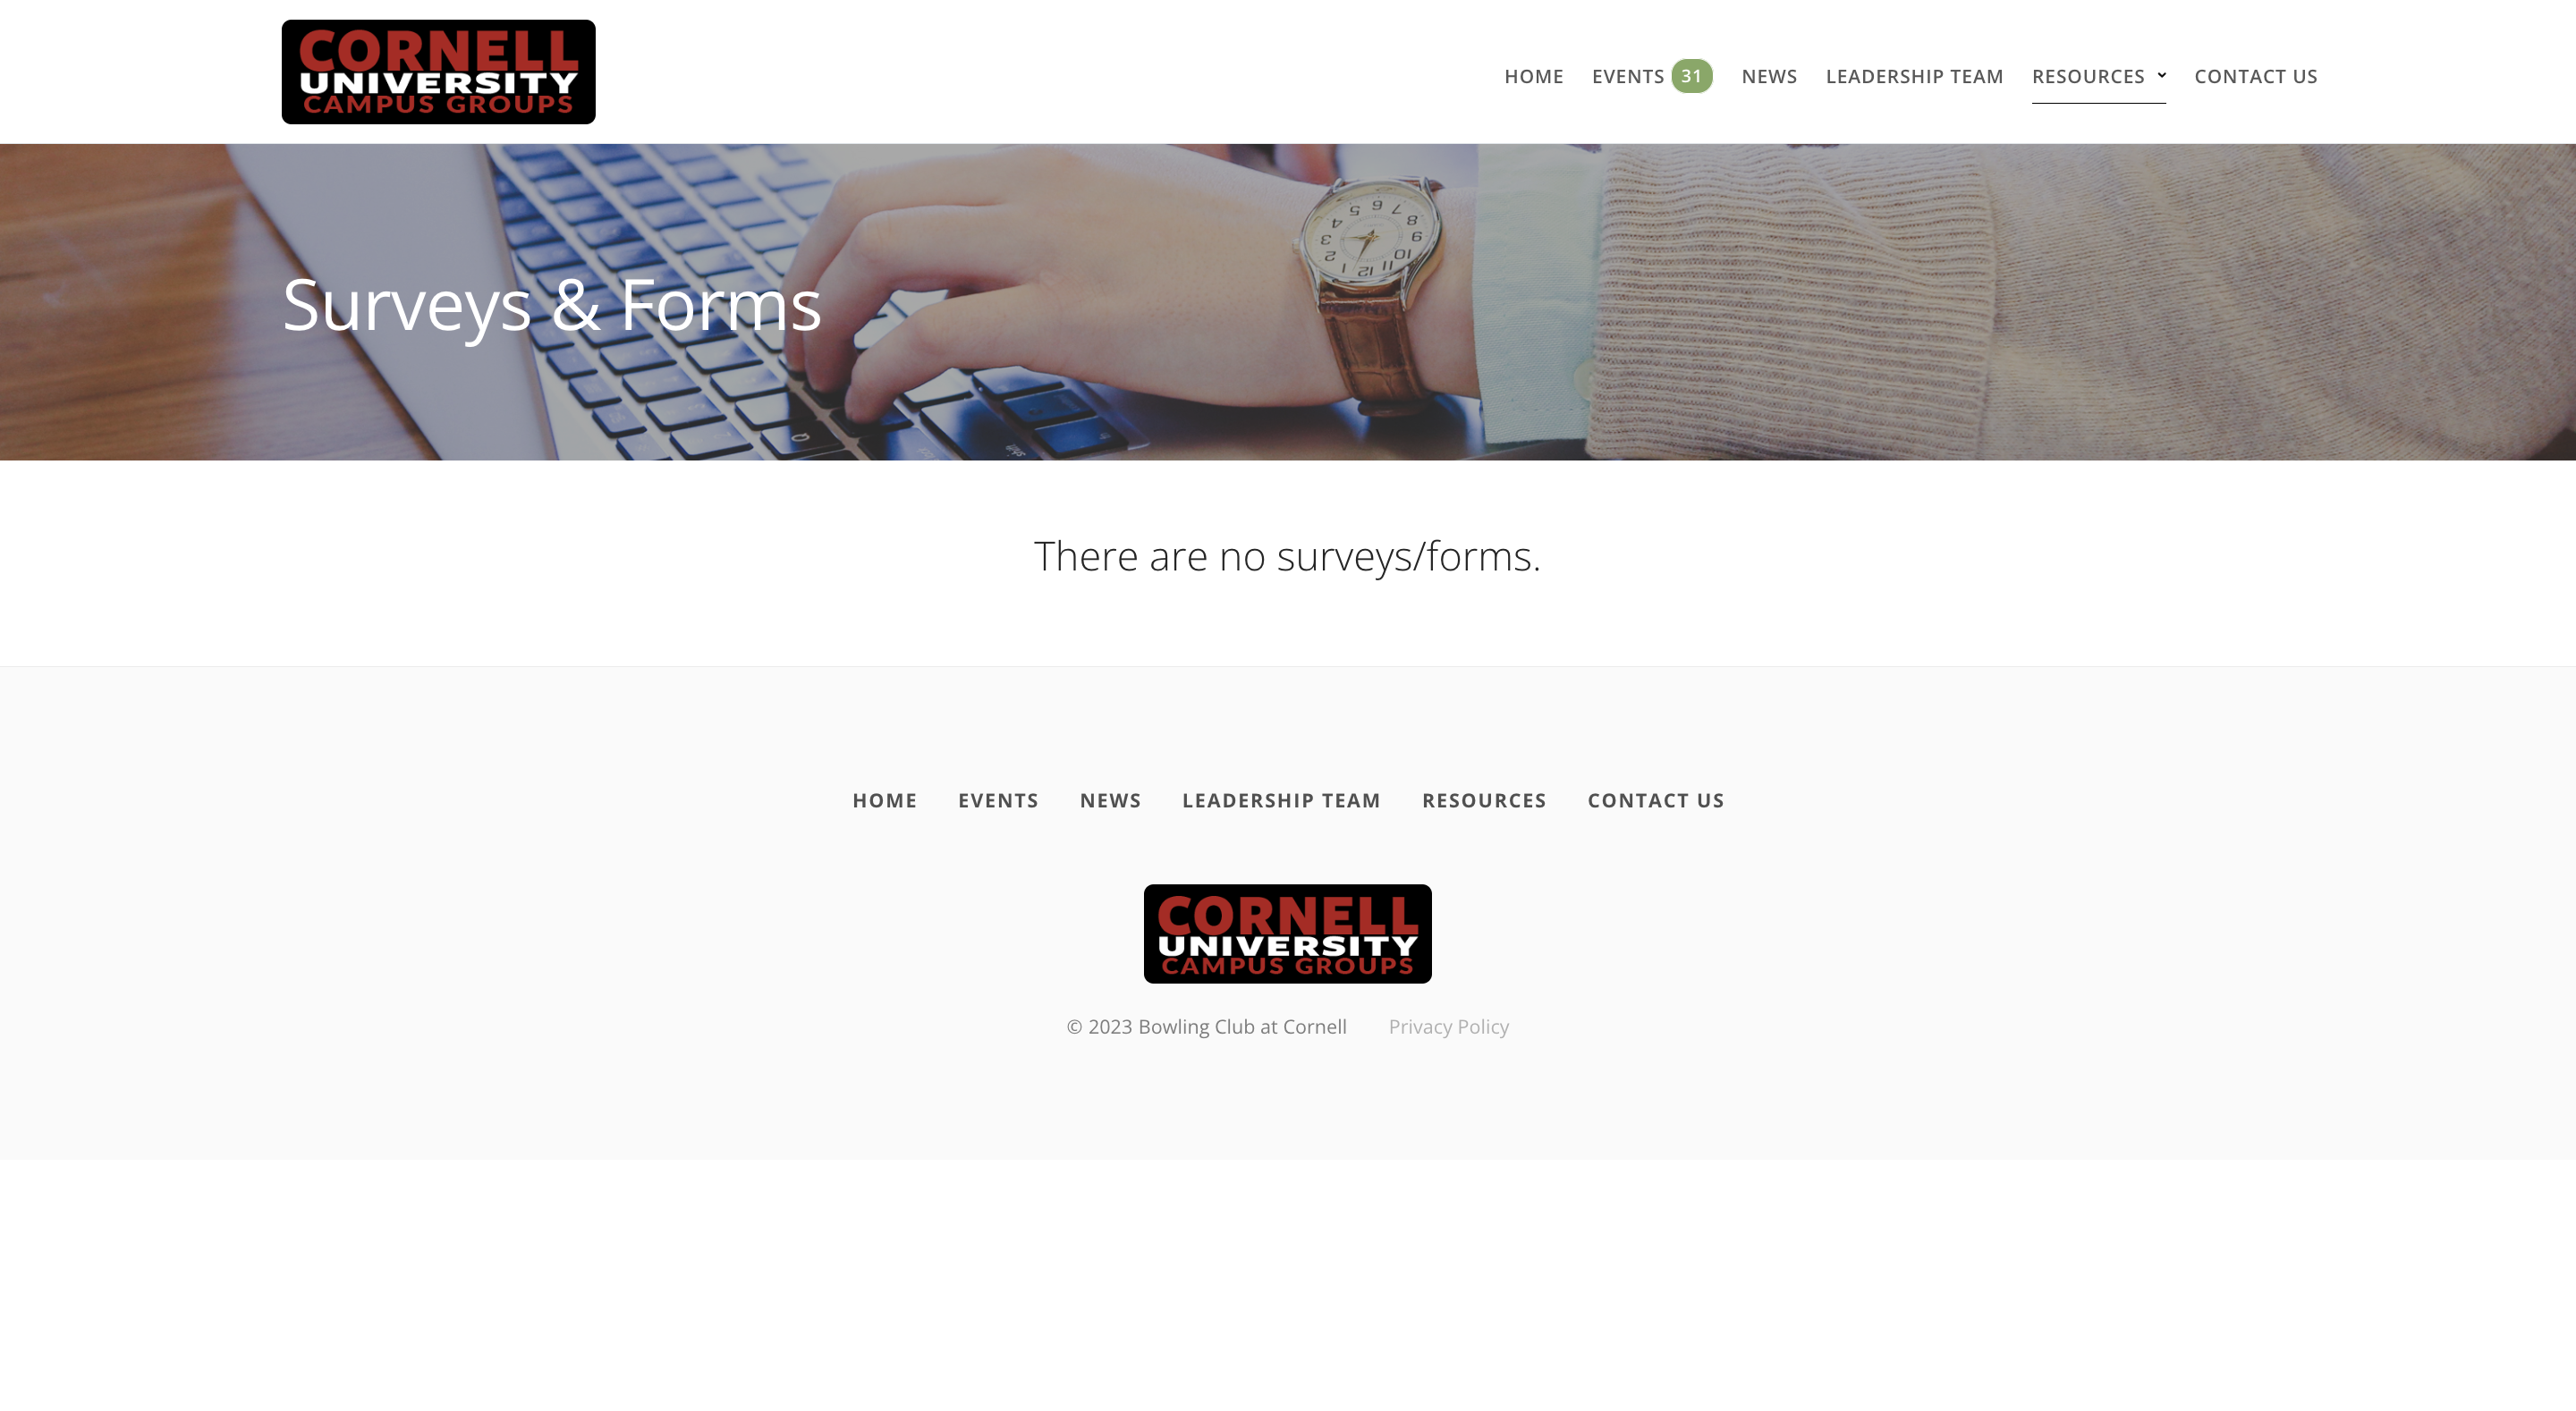 CORNELL
UNIVERSITY
CAMPUS GROUPS
HOME EVENTS 31 NEWS LEADERSHIP TEAM RESOURCES CONTACT US
Surveys & Forms
There are no surveys/forms.
HOME EVENTS NEWS LEADERSHIP TEAM RESOURCES CONTACT US
CORNELL
UNIVERSITY
CAMPUS GROUPS
© 2023 Bowling Club at Cornell Privacy Policy